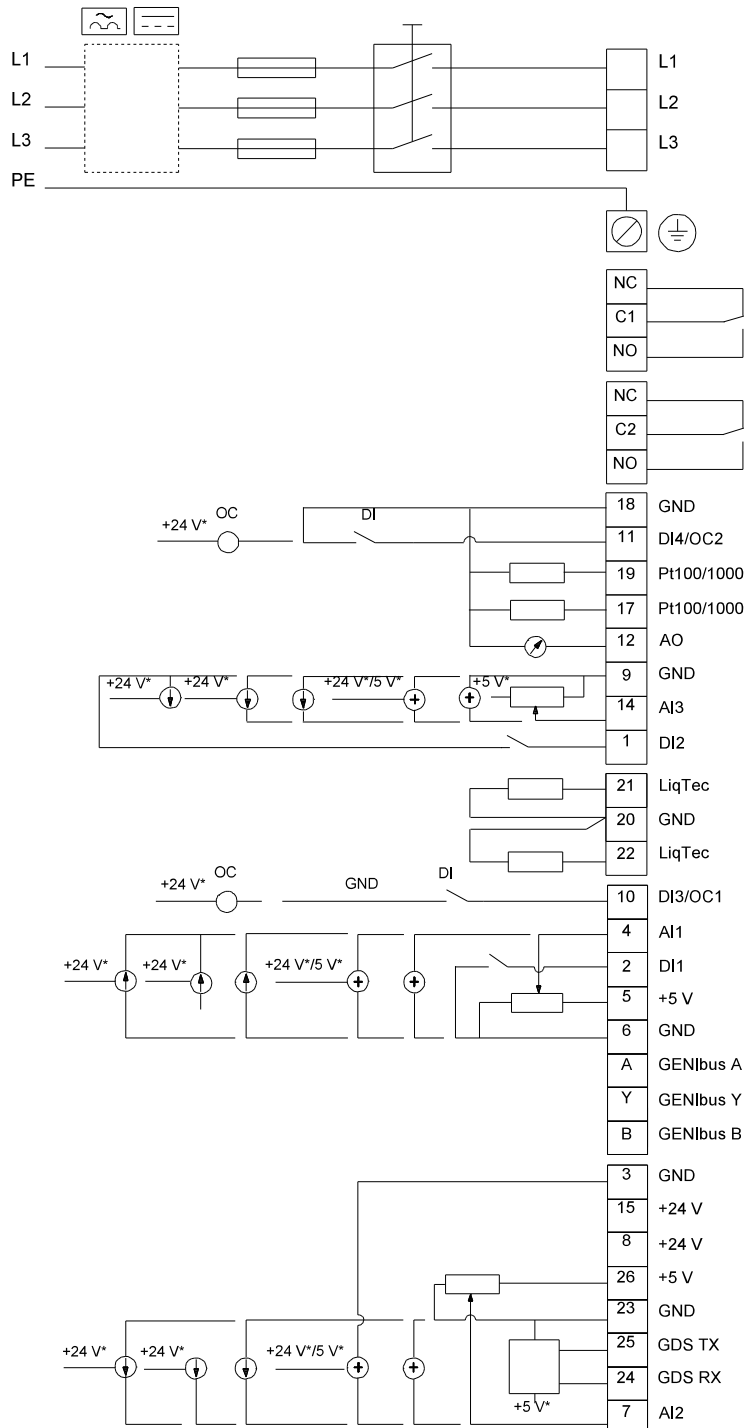 L1 L1
L2 L2
L3 L3
PE
NC
C1
NO
NC
C2
NO
18 GND
+24 V* OC DI 11 DI4/OC2
19 Pt100/1000
17 Pt100/1000
12 AO
9 GND
+24 V* +24 V* +24 V*/5 V* +5 V*
14 AI3
1 DI2
21 LiqTec
20 GND
22 LiqTec
+24 V* OC GND DI 10 DI3/OC1
4 AI1
+24 V* +24 V* +24 V*/5 V* 2 DI1
5 +5 V
6 GND
A GENIbus A
Y GENIbus Y
B GENIbus B
3 GND
15 +24 V
8 +24 V
26 +5 V
23 GND
25 GDS TX
+24 V* +24 V* +24 V*/5 V*
24 GDS RX
+5 V* 7 AI2